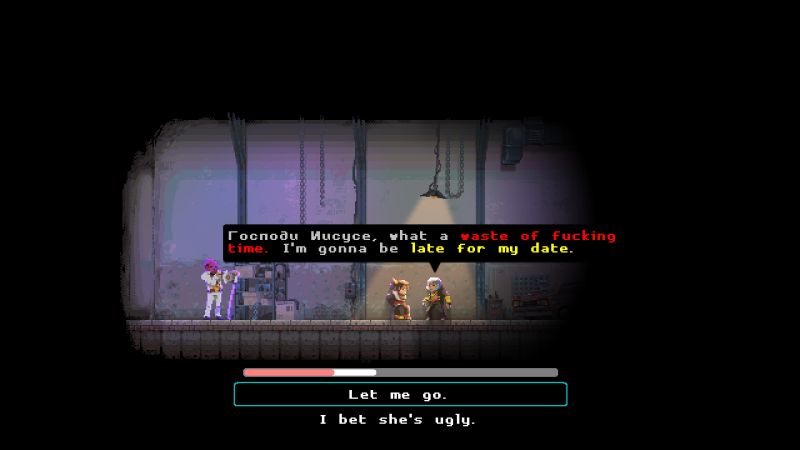 Господи Иисусе, what a waste of fucking
time. I'm gonna be late for my date.
Let me go.
I bet she's ugly.